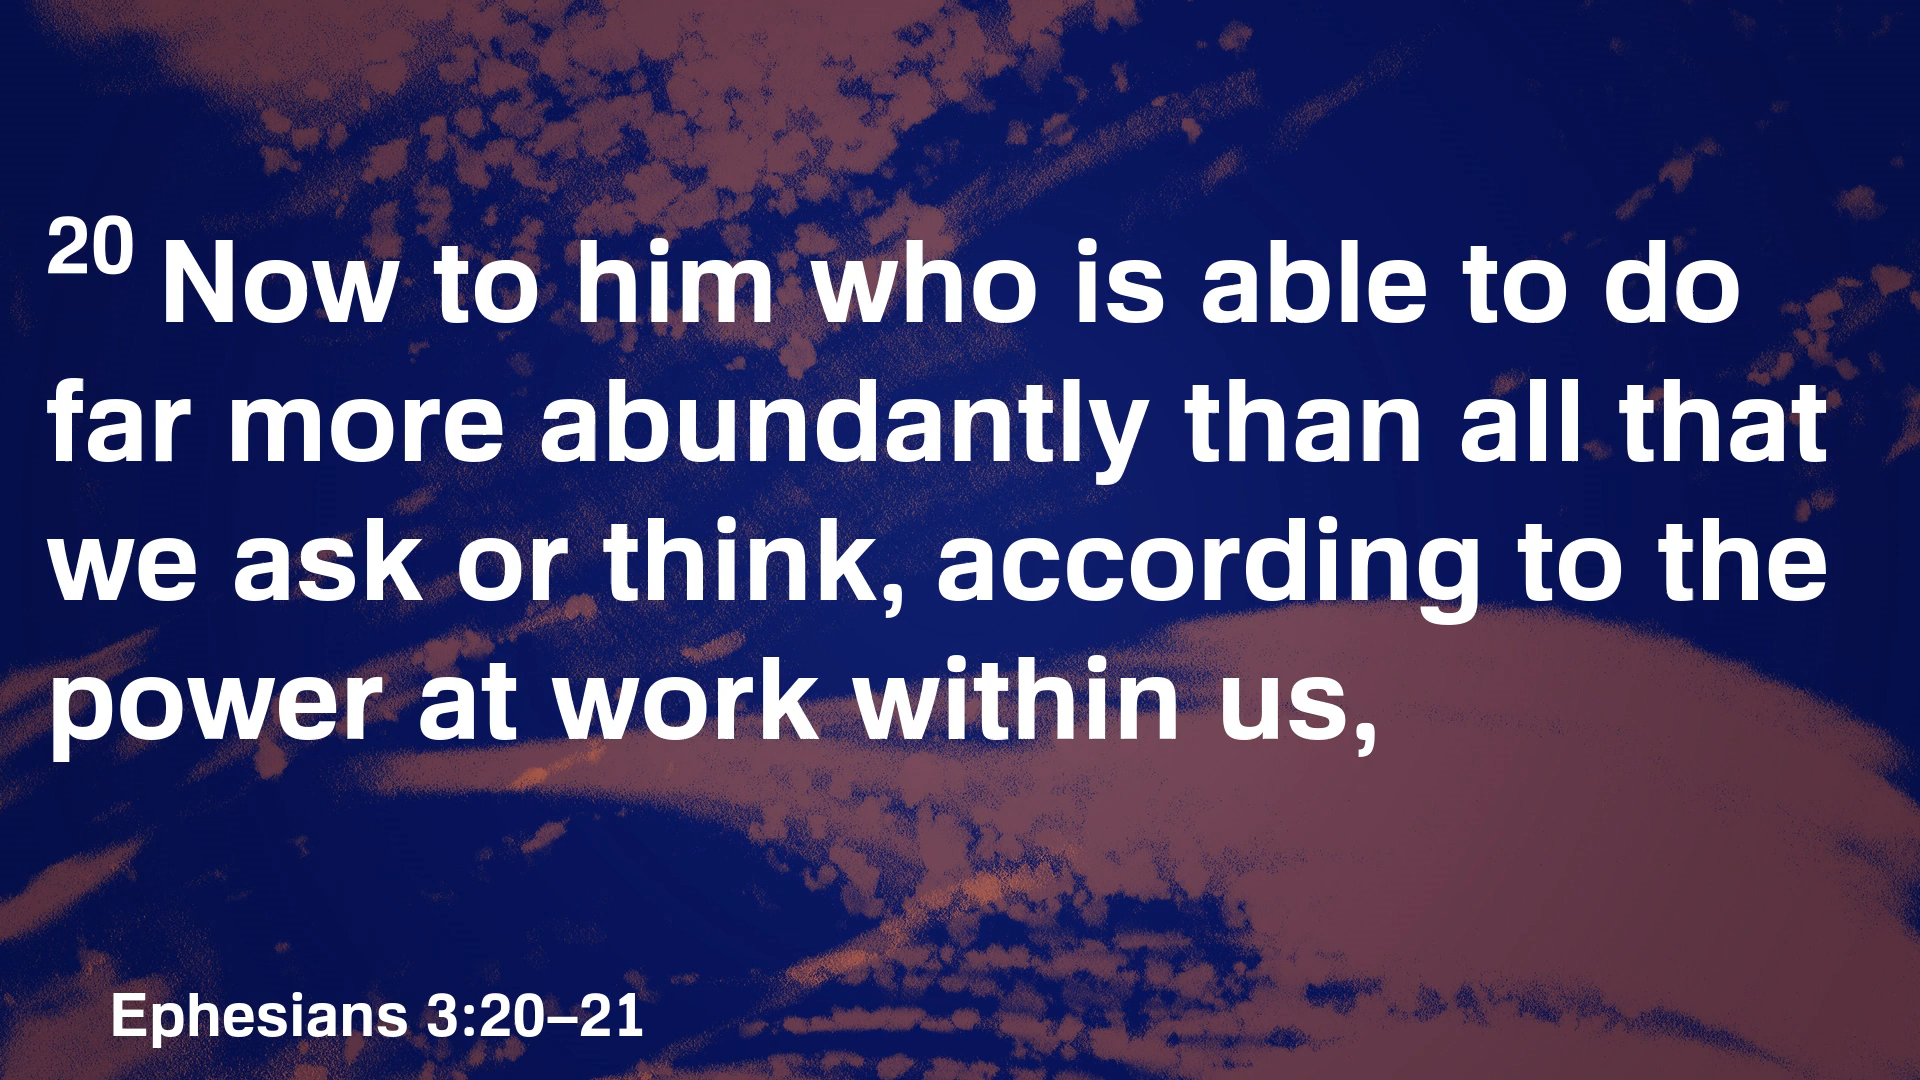 20 Now to him who is able to do
far more abundantly than all that
we ask or think, according to the
power at work within us,
Ephesians 3:20–21